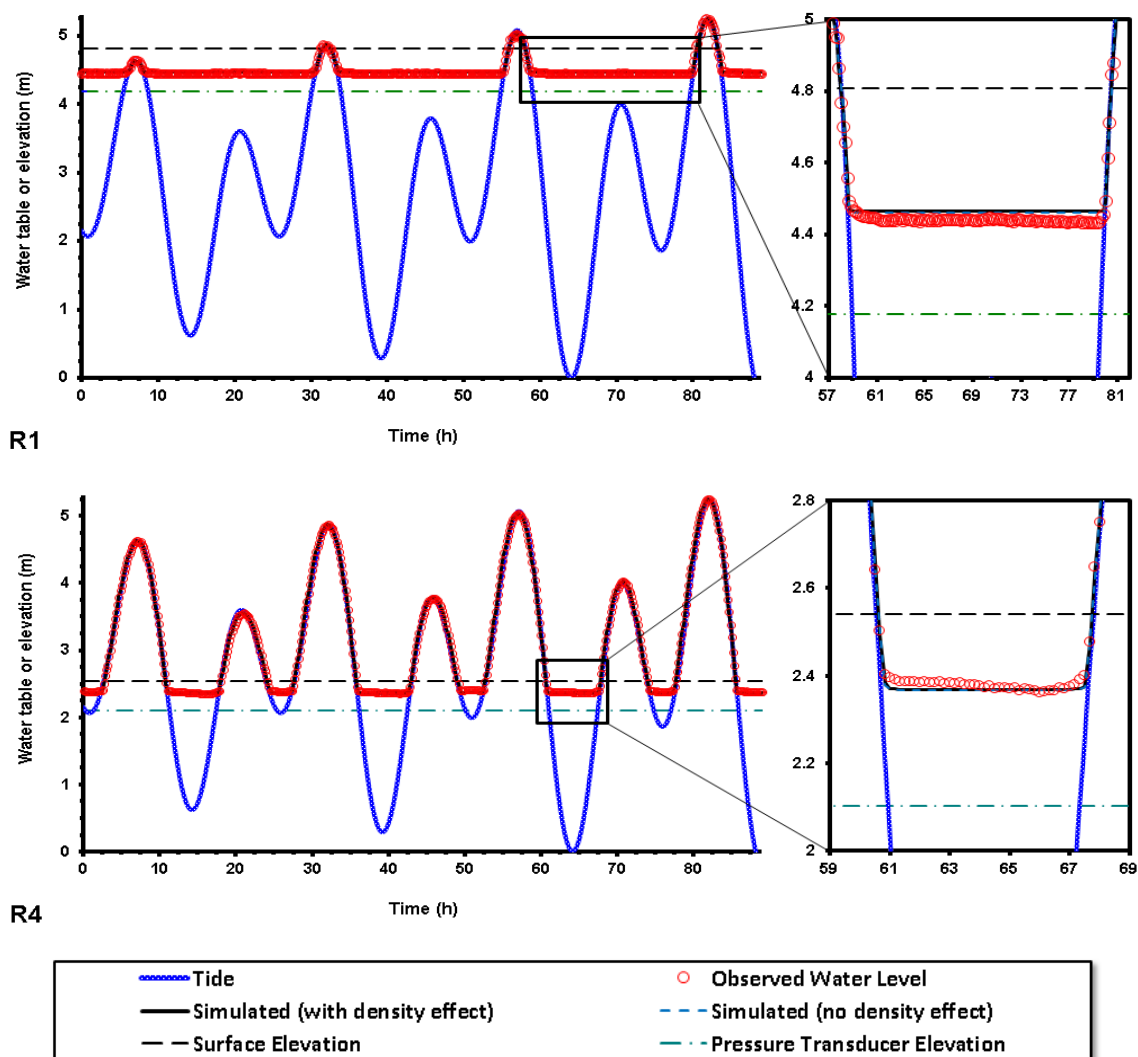 Water table or elevation (m)
5
4
3
2
1
0
0 10 20 30 40 50 60 70 80
Time (h)
5
4.8
4.6
4.4
4.2
4
57 61 65 69 73 77 81
R1
Water table or elevation (m)
5
4
3
2
1
0
0 10 20 30 40 50 60 70 80
Time (h)
2.8
2.6
2.4
2.2
2
59 61 63 65 67 69
R4
Tide
Observed Water Level
Simulated (with density effect)
Simulated (no density effect)
Surface Elevation
Pressure Transducer Elevation